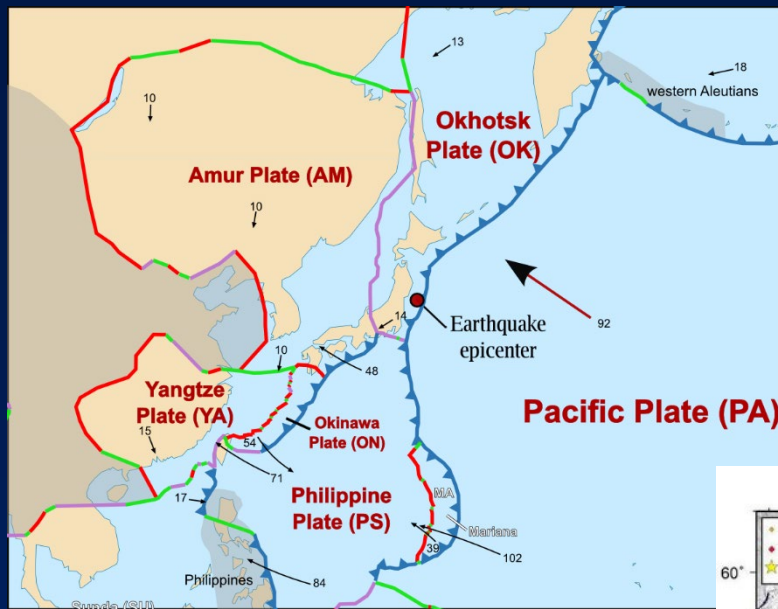 13
18
western Aleutians
10
Okhotsk
Plate (OK)
Amur Plate (AM)
10
14
Earthquake
epicenter
92
10
48
Yangtze
Plate (YA)
Pacific Plate (PA)
Okinawa
Plate (ON)
15
54
71
17
Philippine
Plate (PS)
MA
Mariana
39
102
Philippines
84
Sunda (SU)
60°